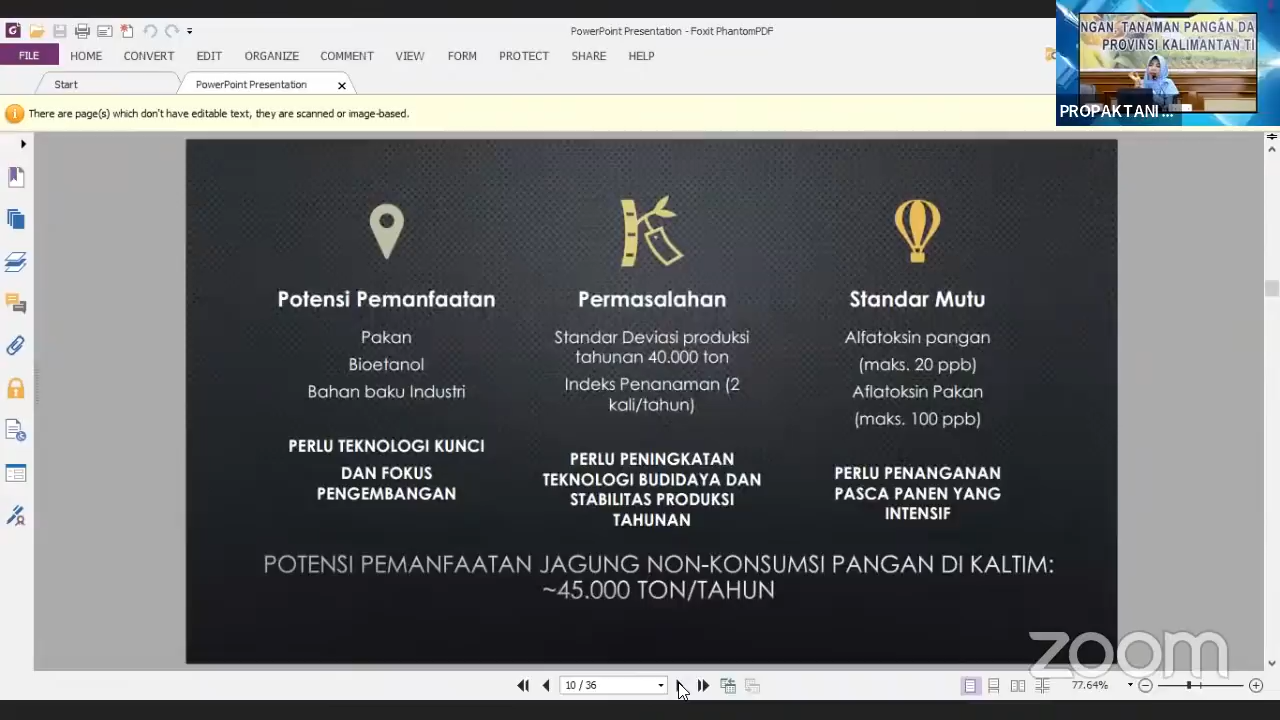 PowerPoint Presentation - Foxit PhantomPDF
FILE HOME CONVERT EDIT ORGANIZE COMMENT VIEW FORM PROTECT SHARE HELP
Start
PowerPoint Presentation
There are page(s) which don't have editable text, they are scanned or image-based.
NGAN, TANAMAN PANGAN DA
PROVINSI KALIMANTAN TI
PROPAKTANI ...
Potensi Pemanfaatan
Pakan
Bioetanol
Bahan baku Industri
PERLU TEKNOLOGI KUNCI
DAN FOKUS
PENGEMBANGAN
Permasalahan
Standar Deviasi produksi
tahunan 40.000 ton
Indeks Penanaman (2
kali/tahun)
PERLU PENINGKATAN
TEKNOLOGI BUDIDAYA DAN
STABILITAS PRODUKSI
TAHUNAN
Standar Mutu
Alfatoksin pangan
(maks. 20 ppb)
Aflatoksin Pakan
(maks. 100 ppb)
PERLU PENANGANAN
PASCA PANEN YANG
INTENSIF
POTENSI PEMANFAATAN JAGUNG NON-KONSUMSI PANGAN DI KALTIM:
~45.000 TON/TAHUN
zoom
10 / 36
77.64%